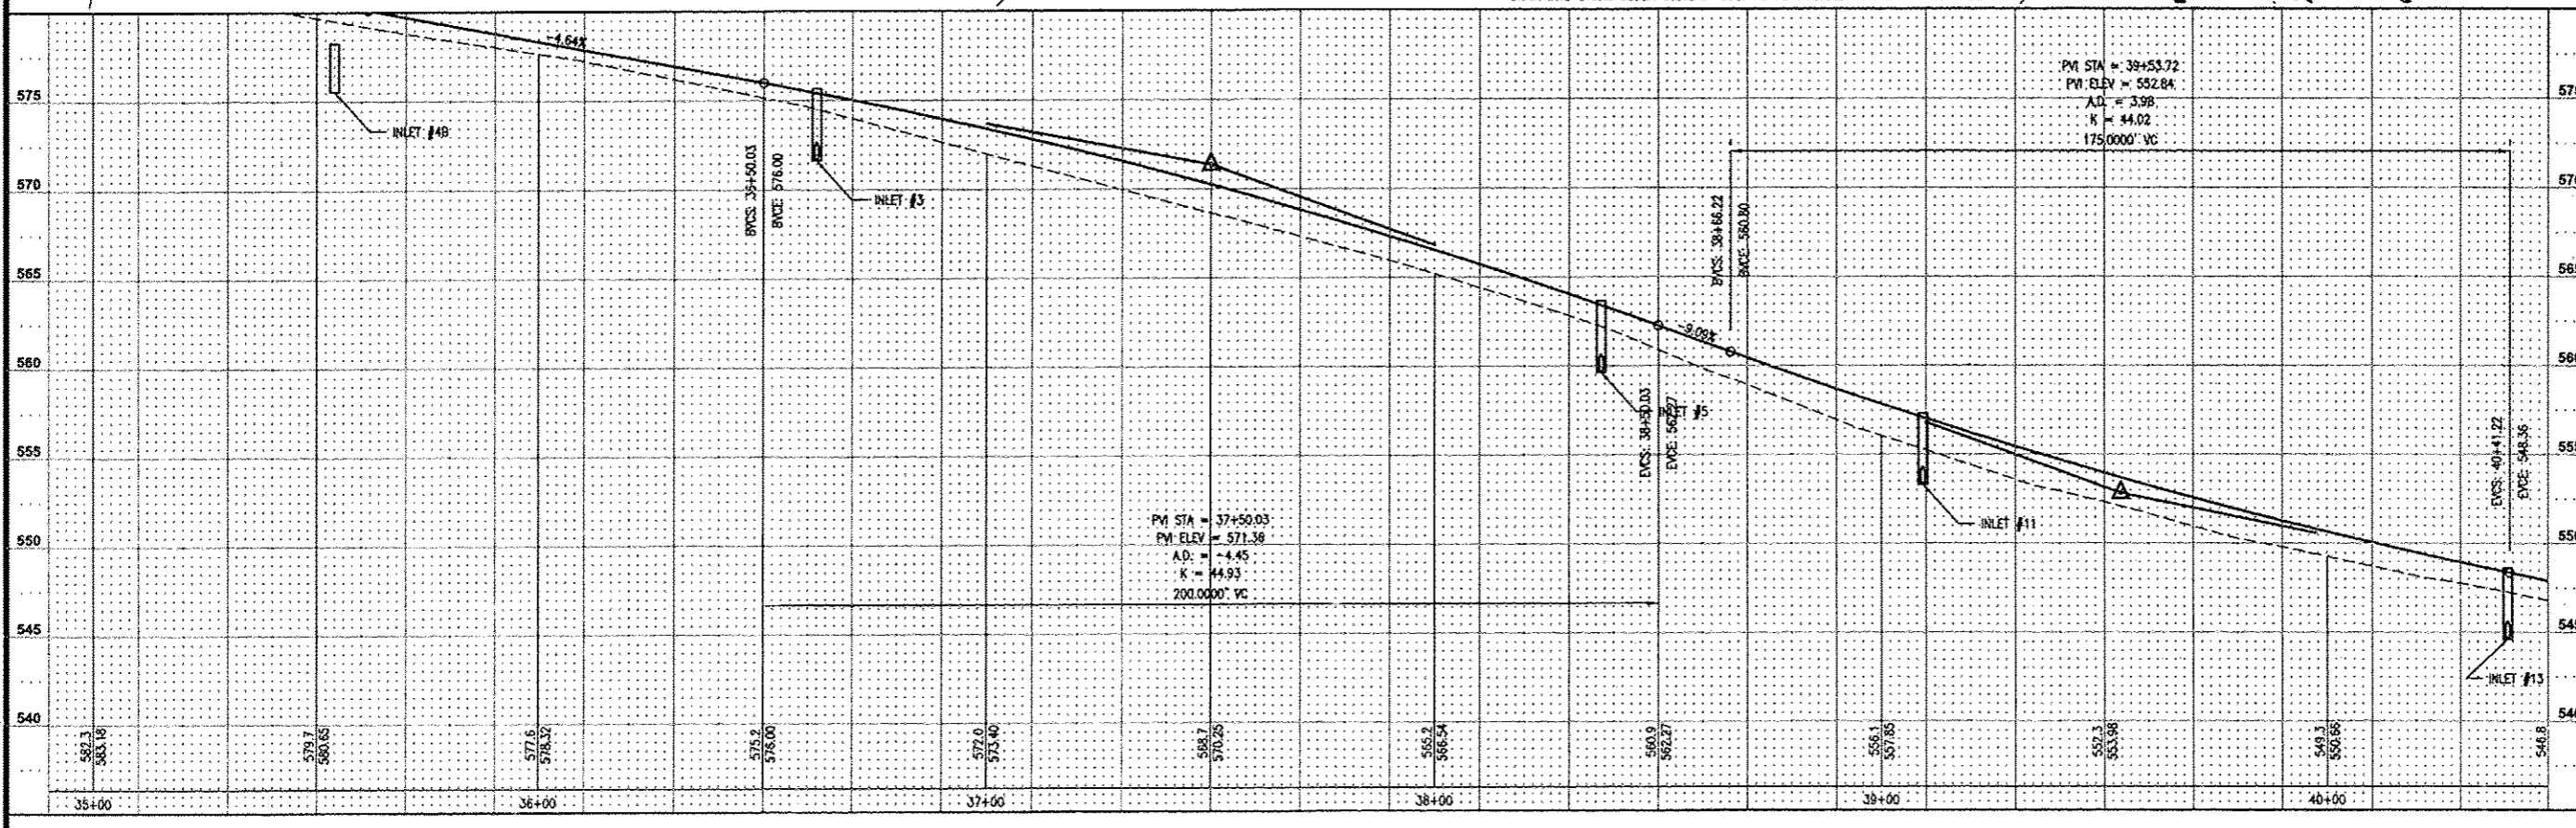 -4.64%
PVI STA = 39+53.72
PVI ELEV = 552.84
A.D. = 3.98
K = 44.02
175.0000' VC
575
INLET #4B
BVCS: 36+50.03
BVCE: 576.00
570
INLET #3
BVCS: 38+66.22
BVCE: 560.80
565
-9.09%
560
EVCS: 38+50.03
EVCE: 562.27
INLET #5
555
EVCS: 40+41.22
EVCE: 548.36
PVI STA = 37+50.03
PVI ELEV = 571.36
A.D. = -4.45
K = 44.93
200.0000' VC
INLET #11
550
545
INLET #13
540
582.3
583.18
579.7
580.65
577.6
578.32
575.2
576.00
572.0
573.40
568.7
570.25
565.2
566.54
560.9
562.27
556.1
557.85
552.3
553.98
549.3
550.66
546.8
35+00
36+00
37+00
38+00
39+00
40+00